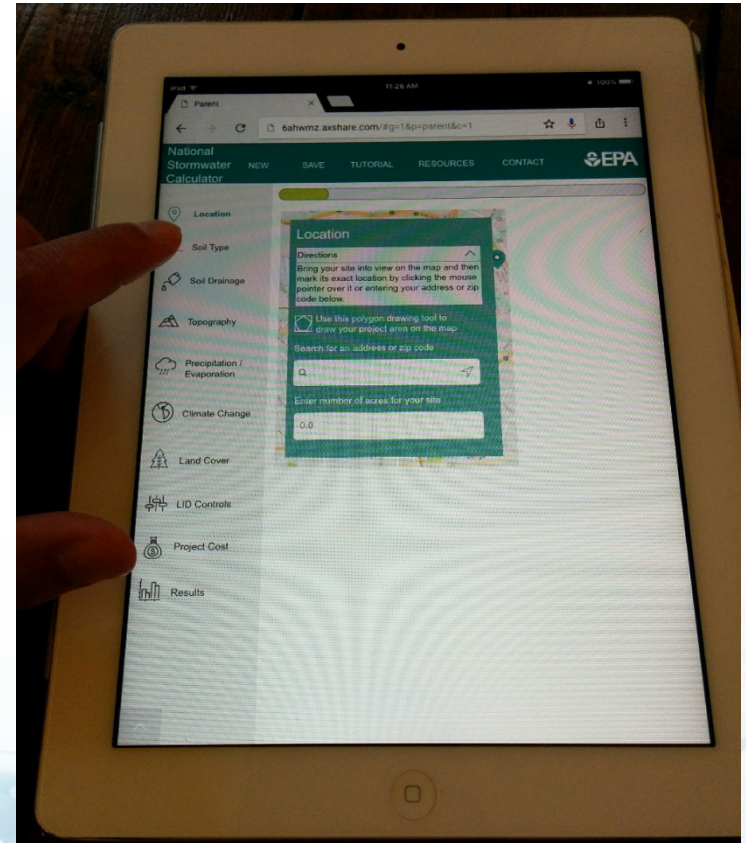 iPad
11:26 AM
100%
Parent
6ahwmz.axshare.com/#g=1&p=parent&c=1
National
Stormwater
Calculator
NEW
SAVE
TUTORIAL
RESOURCES
CONTACT
EPA
Location
Soil Type
Soil Drainage
Topography
Precipitation /
Evaporation
Climate Change
Land Cover
LID Controls
Project Cost
Results
Location
Directions
Bring your site into view on the map and then
mark its exact location by clicking the mouse
pointer over it or entering your address or zip
code below.
Use this polygon drawing tool to
draw your project area on the map
Search for an address or zip code
Enter number of acres for your site
0.0